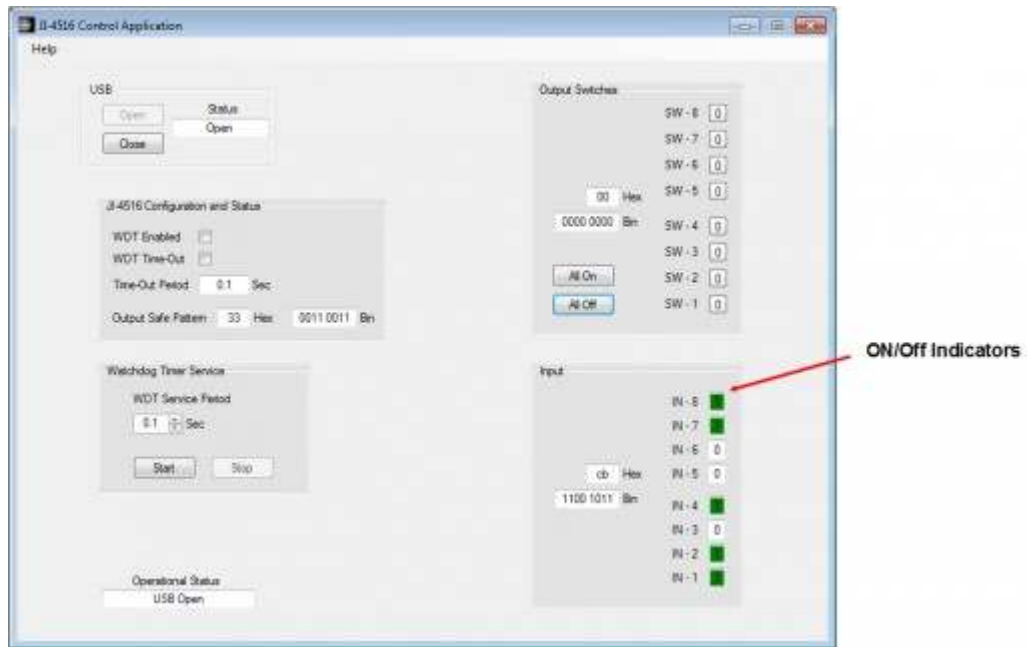 JI-4516 Control Application
Help
USB
Open
Status
Open
Close
JI-4516 Configuration and Status
WDT Enabled
WDT Time-Out
Time-Out Period 0.1 Sec
Output Safe Pattern 33 Hex 0011 0011 Bin
Watchdog Timer Service
WDT Service Period
0.1 Sec
Start Stop
Operational Status
USB Open
Output Switches
SW - 8 0
SW - 7 0
SW - 6 0
SW - 5 0
00 Hex
0000 0000 Bin
SW - 4 0
SW - 3 0
SW - 2 0
SW - 1 0
All On
All Off
Input
IN - 8
IN - 7
IN - 6 0
IN - 5 0
cb Hex
1100 1011 Bin
IN - 4
IN - 3 0
IN - 2
IN - 1
ON/Off Indicators